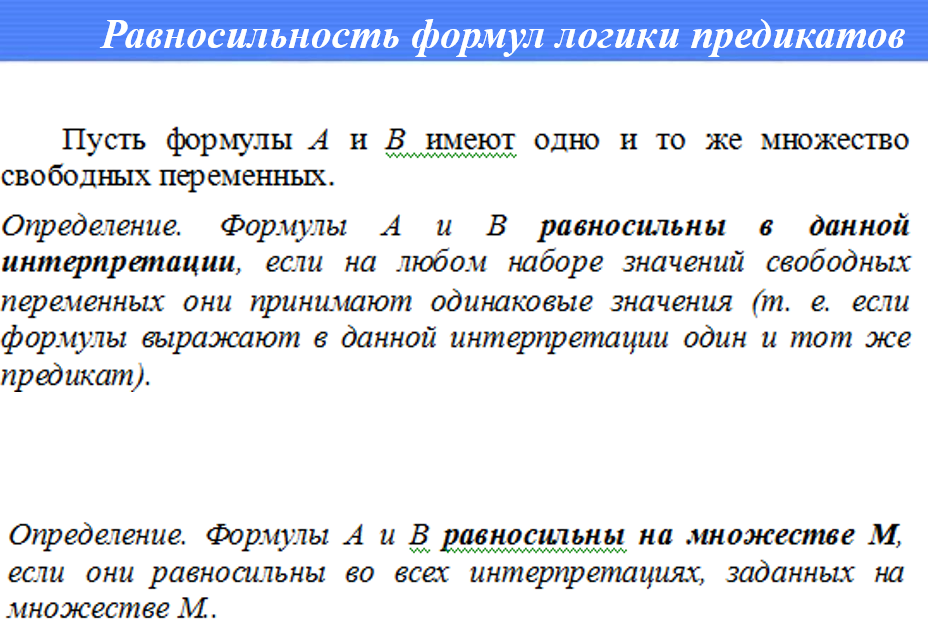 Равносильность формул логики предикатов
Пусть формулы A и B имеют одно и то же множество
свободных переменных.
Определение. Формулы A и B равносильны в данной
интерпретации, если на любом наборе значений свободных
переменных они принимают одинаковые значения (т. е. если
формулы выражают в данной интерпретации один и тот же
предикат).
Определение. Формулы A и B равносильны на множестве M,
если они равносильны во всех интерпретациях, заданных на
множестве M..